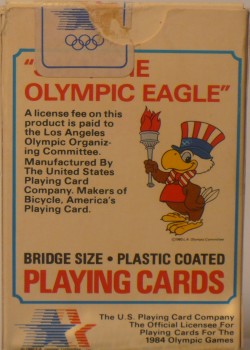 OLYMPIC EAGLE"
A license fee on this
product is paid to
the Los Angeles
Olympic Organiz-
ing Committee.
Manufactured By
The United States
Playing Card
Company. Makers of
Bicycle, America's
Playing Card.
BRIDGE SIZE • PLASTIC COATED
PLAYING CARDS
The U.S. Playing Card Company
The Official Licensee For
Playing Cards For The
1984 Olympic Games